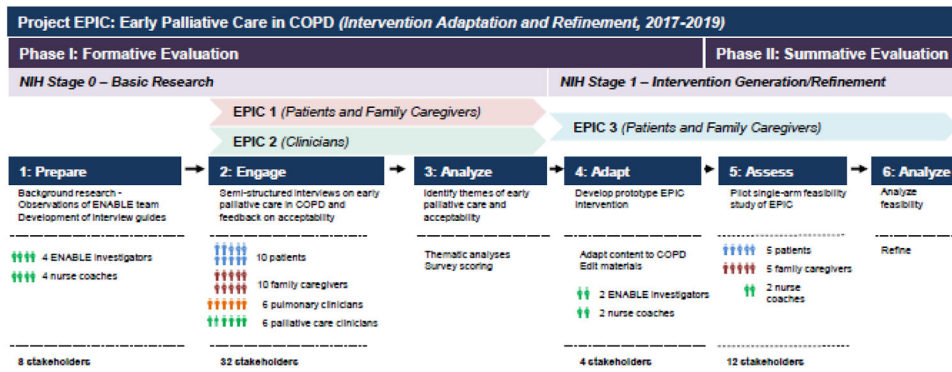 Project EPIC: Early Palliative Care in COPD (Intervention Adaptation and Refinement, 2017-2019)
Phase I: Formative Evaluation
Phase II: Summative Evaluation
NIH Stage 0 – Basic Research
NIH Stage 1 – Intervention Generation/Refinement
EPIC 1 (Patients and Family Caregivers)
EPIC 2 (Clinicians)
EPIC 3 (Patients and Family Caregivers)
1: Prepare
Background research -
Observations of ENABLE team
Development of interview guides
4 ENABLE investigators
4 nurse coaches
8 stakeholders
2: Engage
Semi-structured interviews on early
palliative care in COPD and
feedback on acceptability
10 patients
10 family caregivers
6 pulmonary clinicians
6 palliative care clinicians
32 stakeholders
3: Analyze
Identify themes of early
palliative care and
acceptability
Thematic analyses
Survey scoring
4: Adapt
Develop prototype EPIC
intervention
Adapt content to COPD
Edit materials
2 ENABLE investigators
2 nurse coaches
4 stakeholders
5: Assess
Pilot single-arm feasibility
study of EPIC
5 patients
5 family caregivers
2 nurse
coaches
12 stakeholders
6: Analyze
Analyze
feasibility
Refine